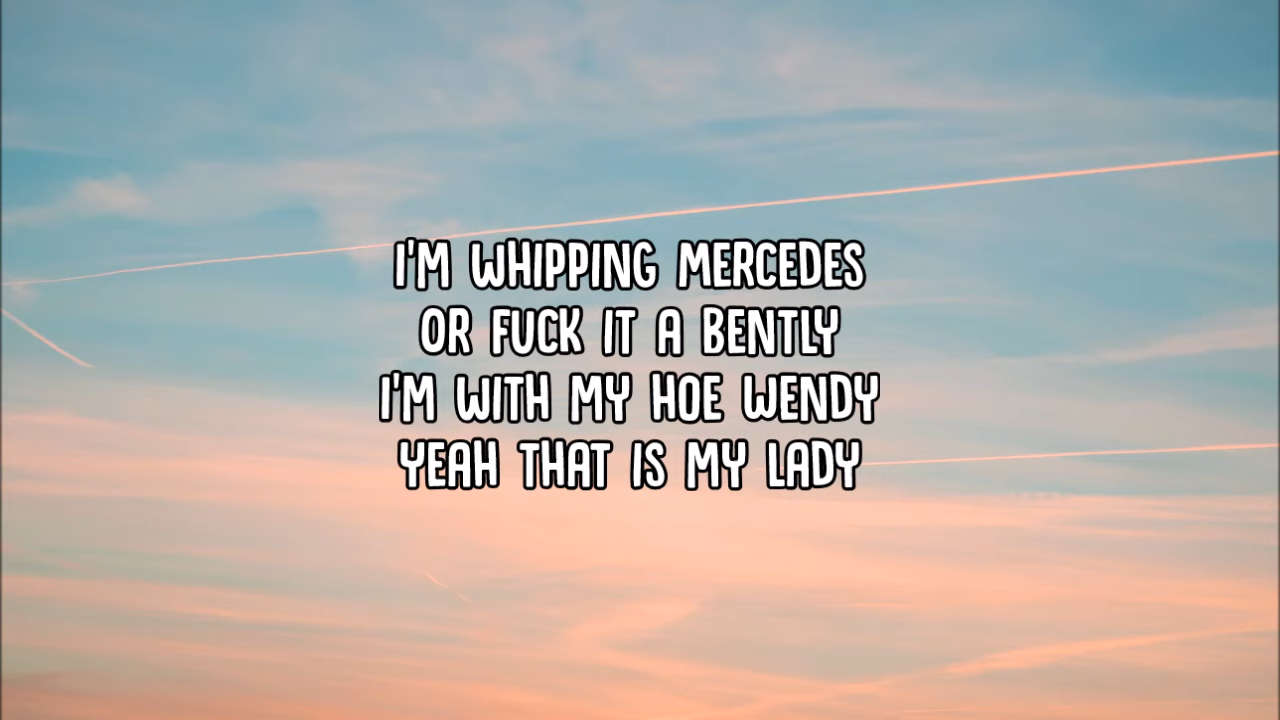 I'M WHIPPING MERCEDES
OR FUCK IT A BENTLY
I'M WITH MY HOE WENDY
YEAH THAT IS MY LADY